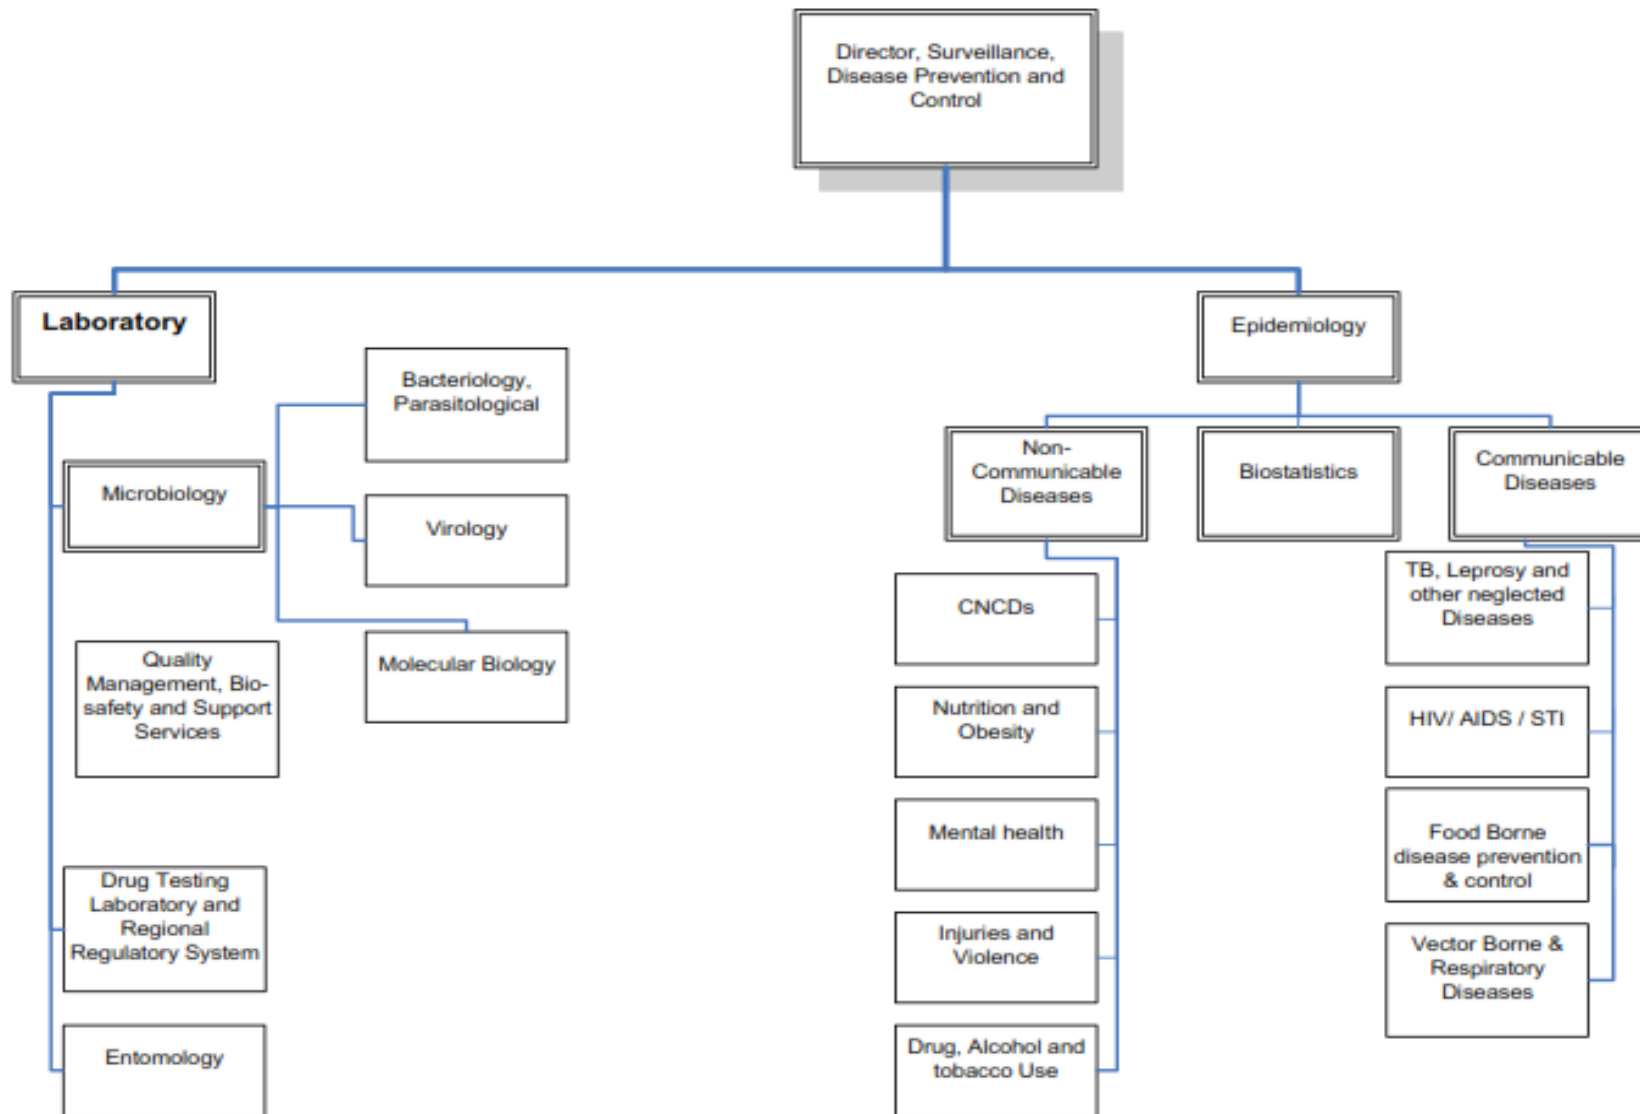 Director, Surveillance,
Disease Prevention and
Control
Laboratory
Epidemiology
Bacteriology,
Parasitological
Microbiology
Virology
Molecular Biology
Quality
Management, Bio-
safety and Support
Services
Drug Testing
Laboratory and
Regional
Regulatory System
Entomology
Non-
Communicable
Diseases
Biostatistics
Communicable
Diseases
CNCDs
Nutrition and
Obesity
Mental health
Injuries and
Violence
Drug, Alcohol and
tobacco Use
TB, Leprosy and
other neglected
Diseases
HIV/ AIDS / STI
Food Borne
disease prevention
& control
Vector Borne &
Respiratory
Diseases